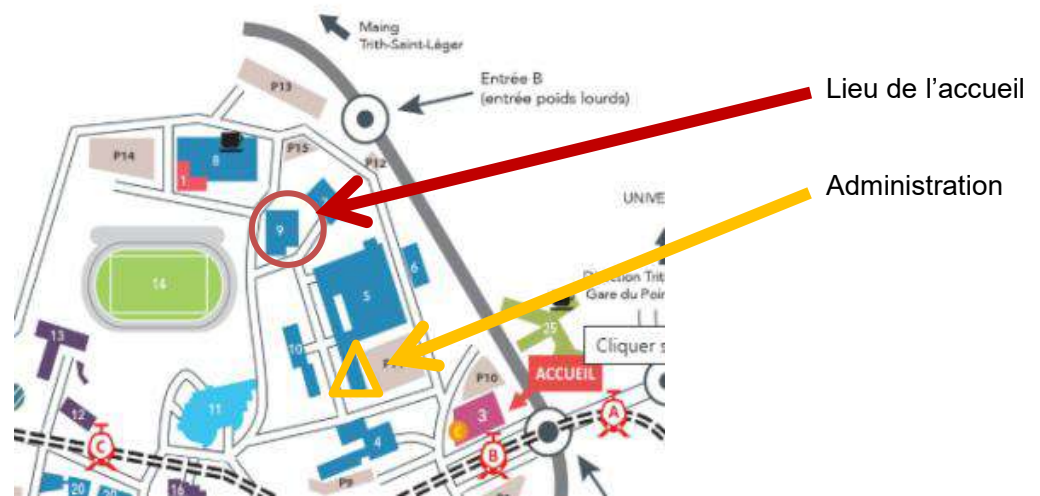 Maing
Trith-Saint-Léger
Entrée B
(entrée poids lourds)
Lieu de l'accueil
Administration
P13
P14
P15
P12
8
1
9
UNIVE
6
Direction Trit
Gare du Poin
14
5
25
Cliquer s
13
10
P10
ACCUEIL
11
12
3
A
4
C
B
P9
20
20
16